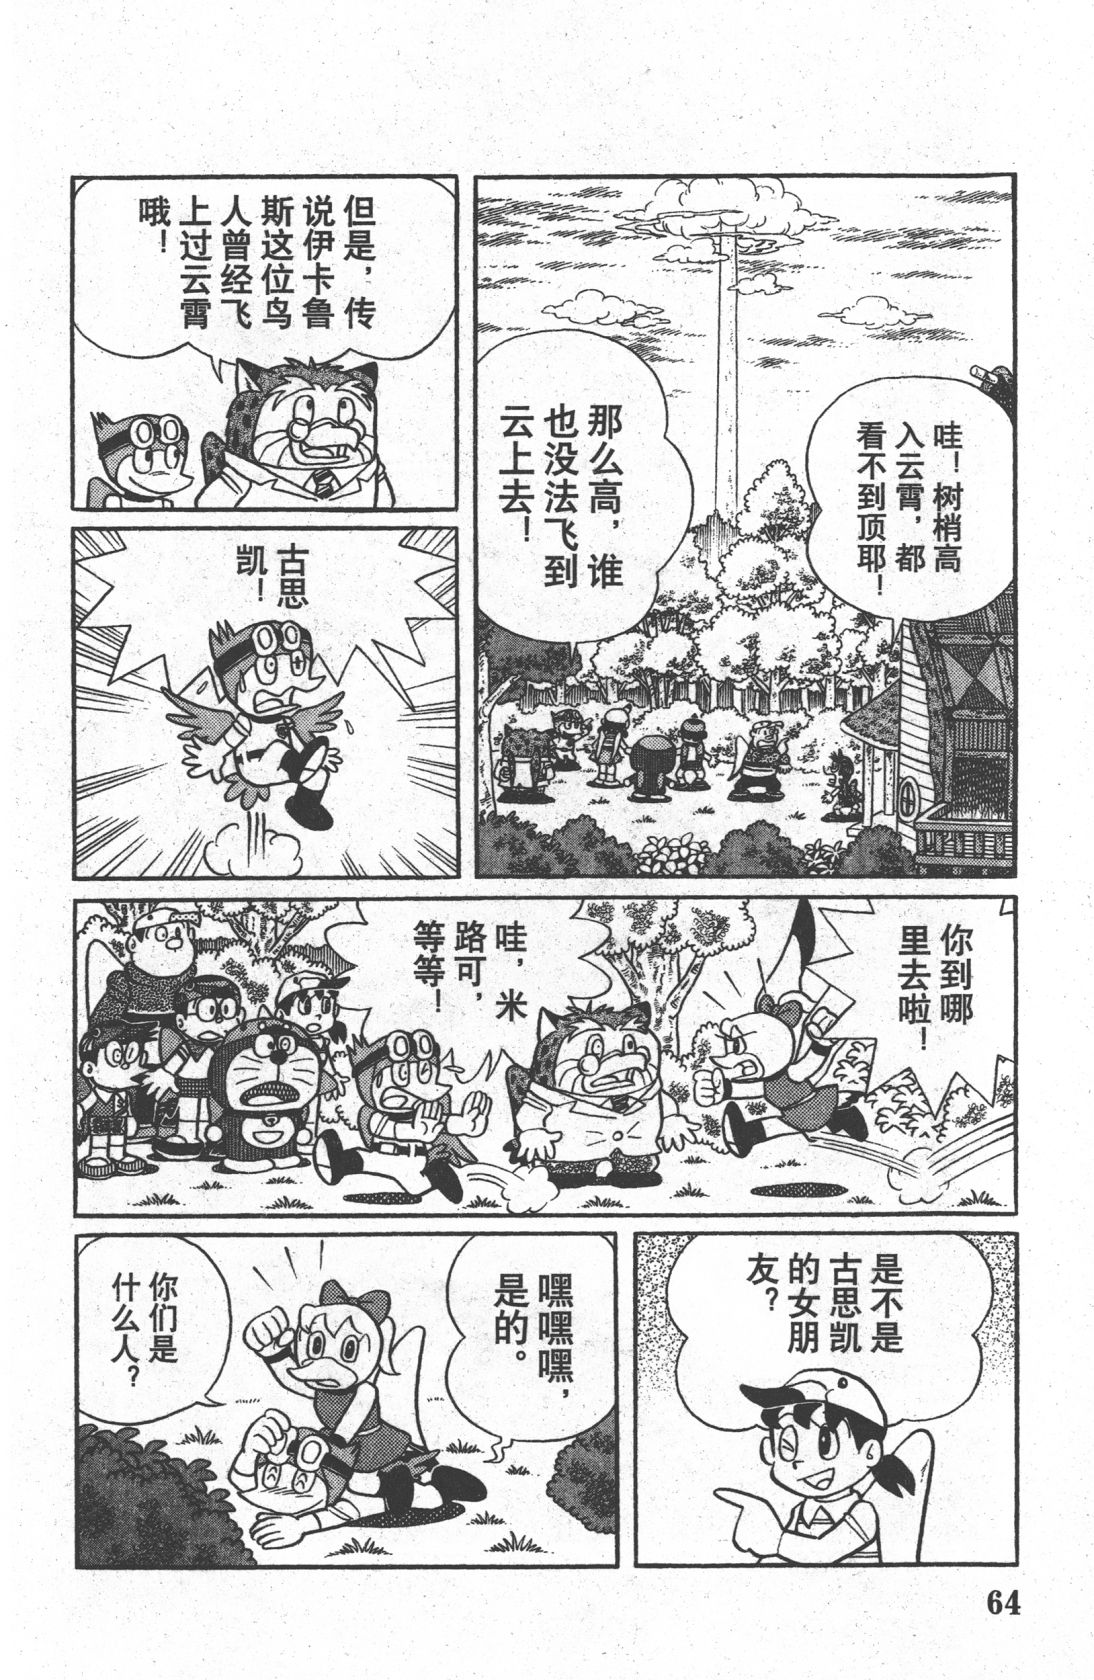 哇！树梢高
入云霄，都
看不到顶耶！
那么高，谁
也没法飞到
云上去！
但是，传
说伊卡鲁
斯这位鸟
人曾经飞
上过云霄
哦！
古思
凯！
你到哪
里去啦！
哇，米
路可，
等等！
是不是
古思凯
的女朋
友？
嘿嘿嘿，
是的。
你们是
什么人？
64